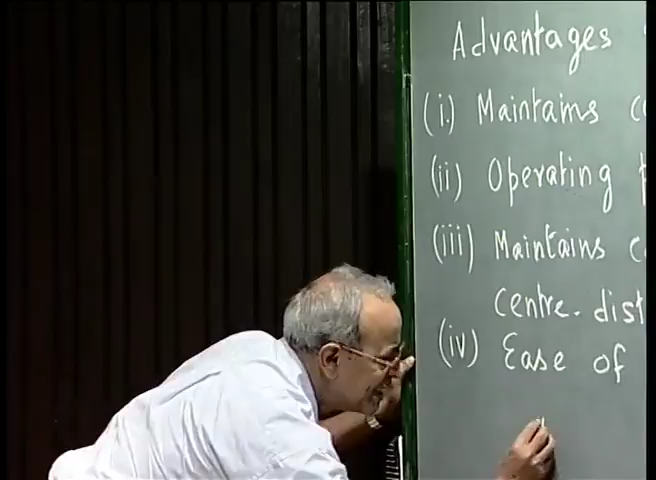 Advantages
(i) Maintains
(ii) Operating
(iii) Maintains
Centre. dist
(iv) Ease of